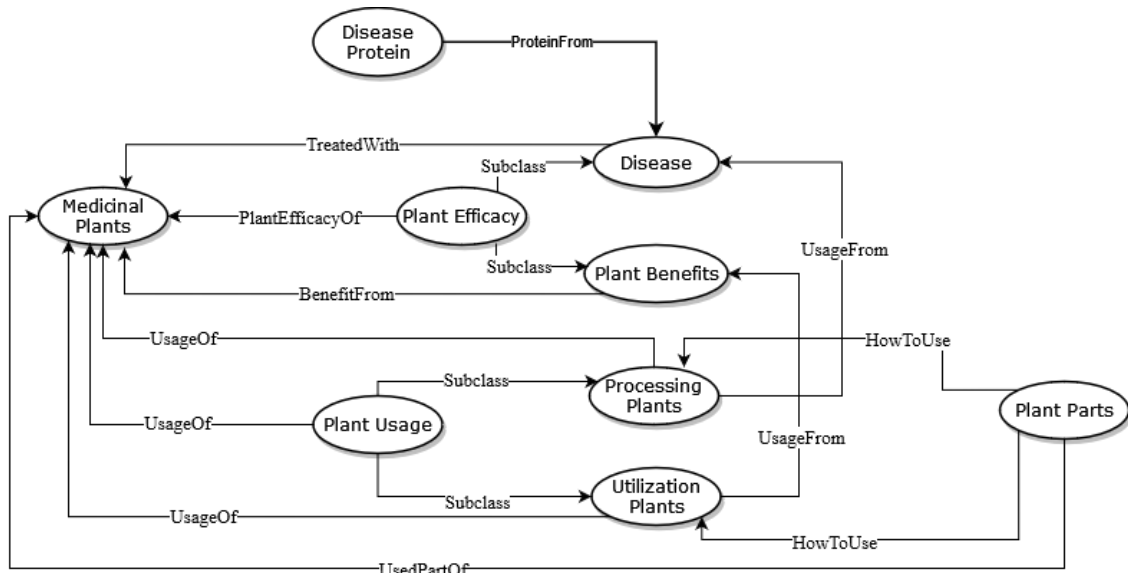 Disease
Protein
ProteinFrom
TreatedWith
Subclass
Disease
Medicinal
Plants
PlantEfficacyOf
Plant Efficacy
UsageFrom
Subclass
Plant Benefits
BenefitFrom
UsageOf
HowToUse
Subclass
Processing
Plants
Plant Parts
UsageOf
Plant Usage
UsageFrom
Utilization
Plants
Subclass
UsageOf
HowToUse
UsedPartOf